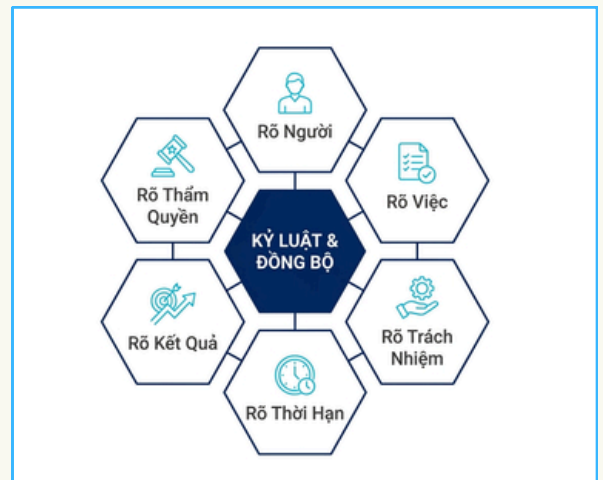 Rõ Người
Rõ Việc
Rõ Trách
Nhiệm
Rõ Thời Hạn
Rõ Kết Quả
Rõ Thẩm
Quyền
KỶ LUẬT &
ĐỒNG BỘ